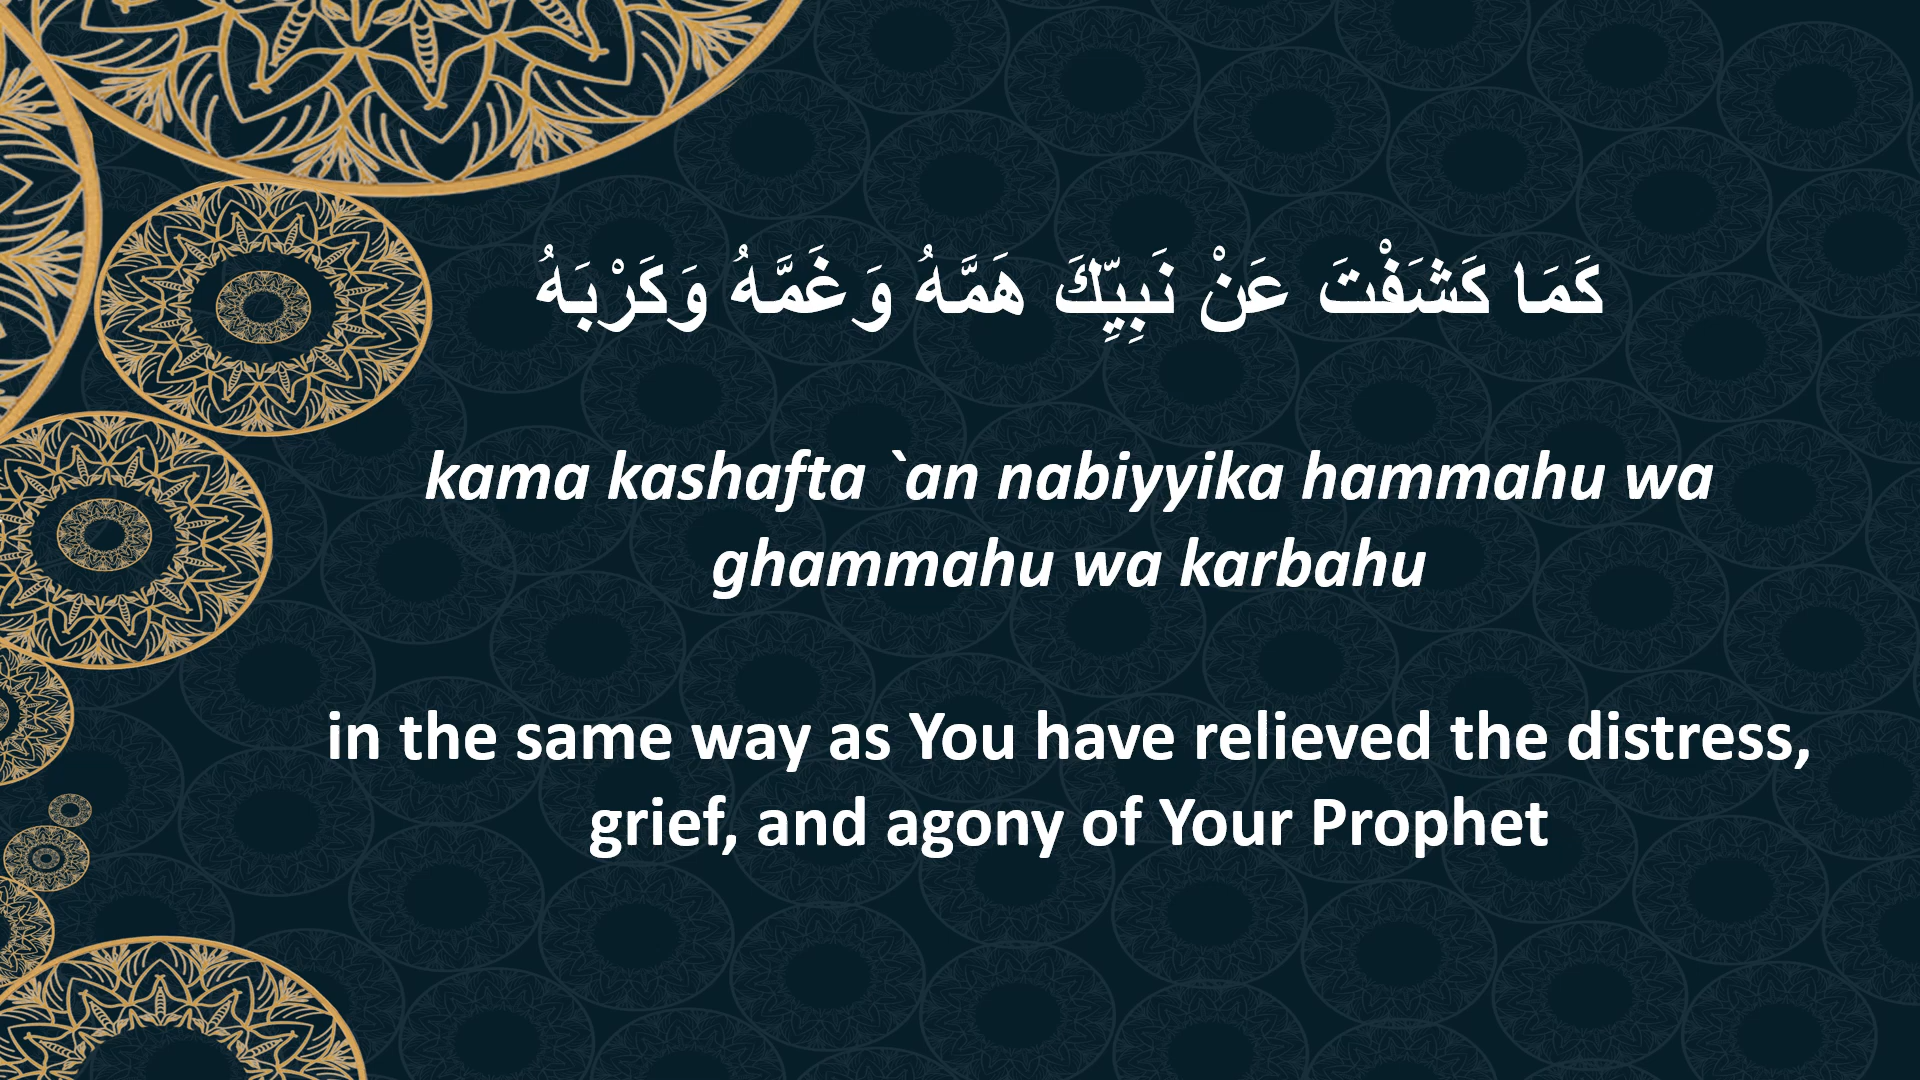 كَمَا كَشَفْتَ عَنْ نَبِيِّكَ هَمَّهُ وَغَمَّهُ وَكَرْبَهُ
kama kashafta `an nabiyyika hammahu wa
ghammahu wa karbahu
in the same way as You have relieved the distress,
grief, and agony of Your Prophet